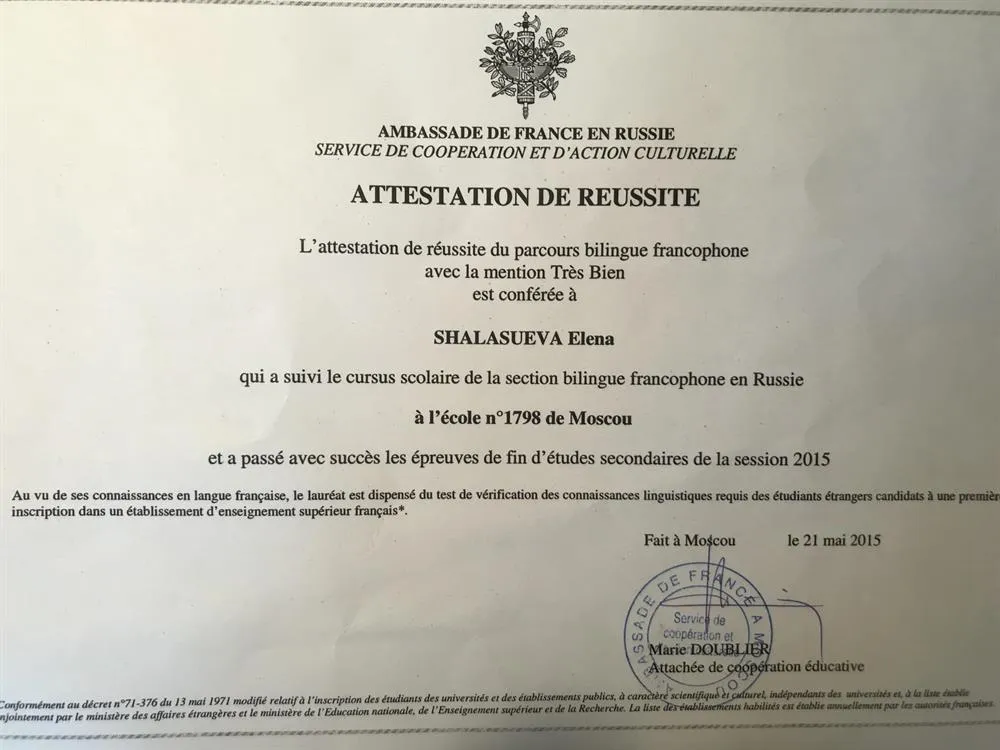 AMBASSADE DE FRANCE EN RUSSIE
SERVICE DE COOPERATION ET D'ACTION CULTURELLE
ATTESTATION DE REUSSITE
L'attestation de réussite du parcours bilingue francophone
avec la mention Très Bien
est conférée à
SHALASUEVA Elena
qui a suivi le cursus scolaire de la section bilingue francophone en Russie
à l'école n°1798 de Moscou
et a passé avec succès les épreuves de fin d'études secondaires de la session 2015
Au vu de ses connaissances en langue française, le lauréat est dispensé du test de vérification des connaissances linguistiques requis des étudiants étrangers candidats à une première
inscription dans un établissement d'enseignement supérieur français*.
Fait à Moscou le 21 mai 2015
AMBASSADE DE FRANCE A MOSCOU
Service de
coopération et
Marie DOUBLIER
Attachée de coopération éducative
Conformément au décret n°71-376 du 13 mai 1971 modifié relatif à l'inscription des étudiants des universités et des établissements publics, à caractère scientifique et culturel, indépendants des universités et, à la liste établie
njointement par le ministère des affaires étrangères et le ministère de l'Education nationale, de l'Enseignement supérieur et de la Recherche. La liste des établissements habilités est établie annuellement par les autorités françaises.